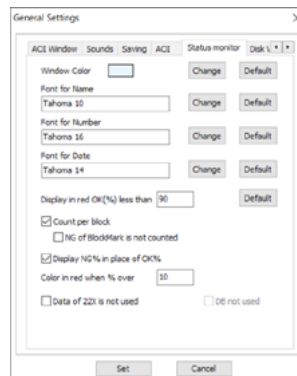 General Settings
ACI Window Sounds Saving ACI Status monitor Disk
Window Color Change Default
Font for Name
Tahoma 10 Change Default
Font for Number
Tahoma 16 Change Default
Font for Date
Tahoma 14 Change Default
Display in red OK(%) less than 90 Default
Count per block
NG of BlockMark is not counted
Display NG% in place of OK%
Color in red when % over 10
Data of 22X is not used DB not used
Set Cancel